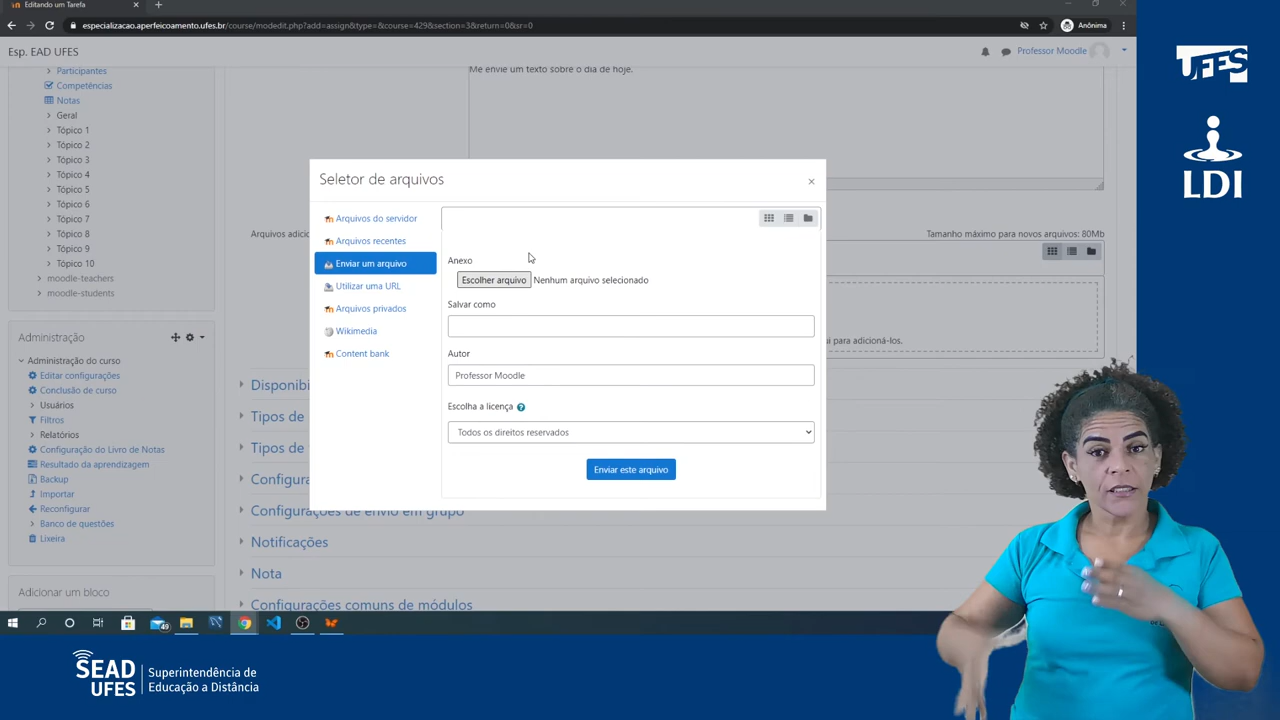 Editando um Tarefa
especializacao.aperfeicoamento.ufes.br/course/modedit.php?add=assign&type=&course=429&section=3&return=0&sr=0
Anônima
Esp. EAD UFES
Professor Moodle
Participantes
Competências
Notas
Geral
Tópico 1
Tópico 2
Tópico 3
Tópico 4
Tópico 5
Tópico 6
Tópico 7
Tópico 8
Tópico 9
Tópico 10
moodle-teachers
moodle-students
Administração
Administração do curso
Editar configurações
Conclusão de curso
Usuários
Filtros
Relatórios
Configuração do Livro de Notas
Resultado da aprendizagem
Backup
Importar
Reconfigurar
Banco de questões
Lixeira
Adicionar um bloco
Me envie um texto sobre o dia de hoje.
Arquivos adici
Tamanho máximo para novos arquivos: 80Mb
ui para adicioná-los.
Disponibi
Tipos de
Tipos de
Configura
Configurações de envio em grupo
Notificações
Nota
Configurações comuns de módulos
Seletor de arquivos
×
Arquivos do servidor
Arquivos recentes
Enviar um arquivo
Utilizar uma URL
Arquivos privados
Wikimedia
Content bank
Anexo
Escolher arquivo Nenhum arquivo selecionado
Salvar como
Autor
Professor Moodle
Escolha a licença
Todos os direitos reservados
Enviar este arquivo
49
UFES
LDI
SEAD
UFES
Superintendência de
Educação a Distância